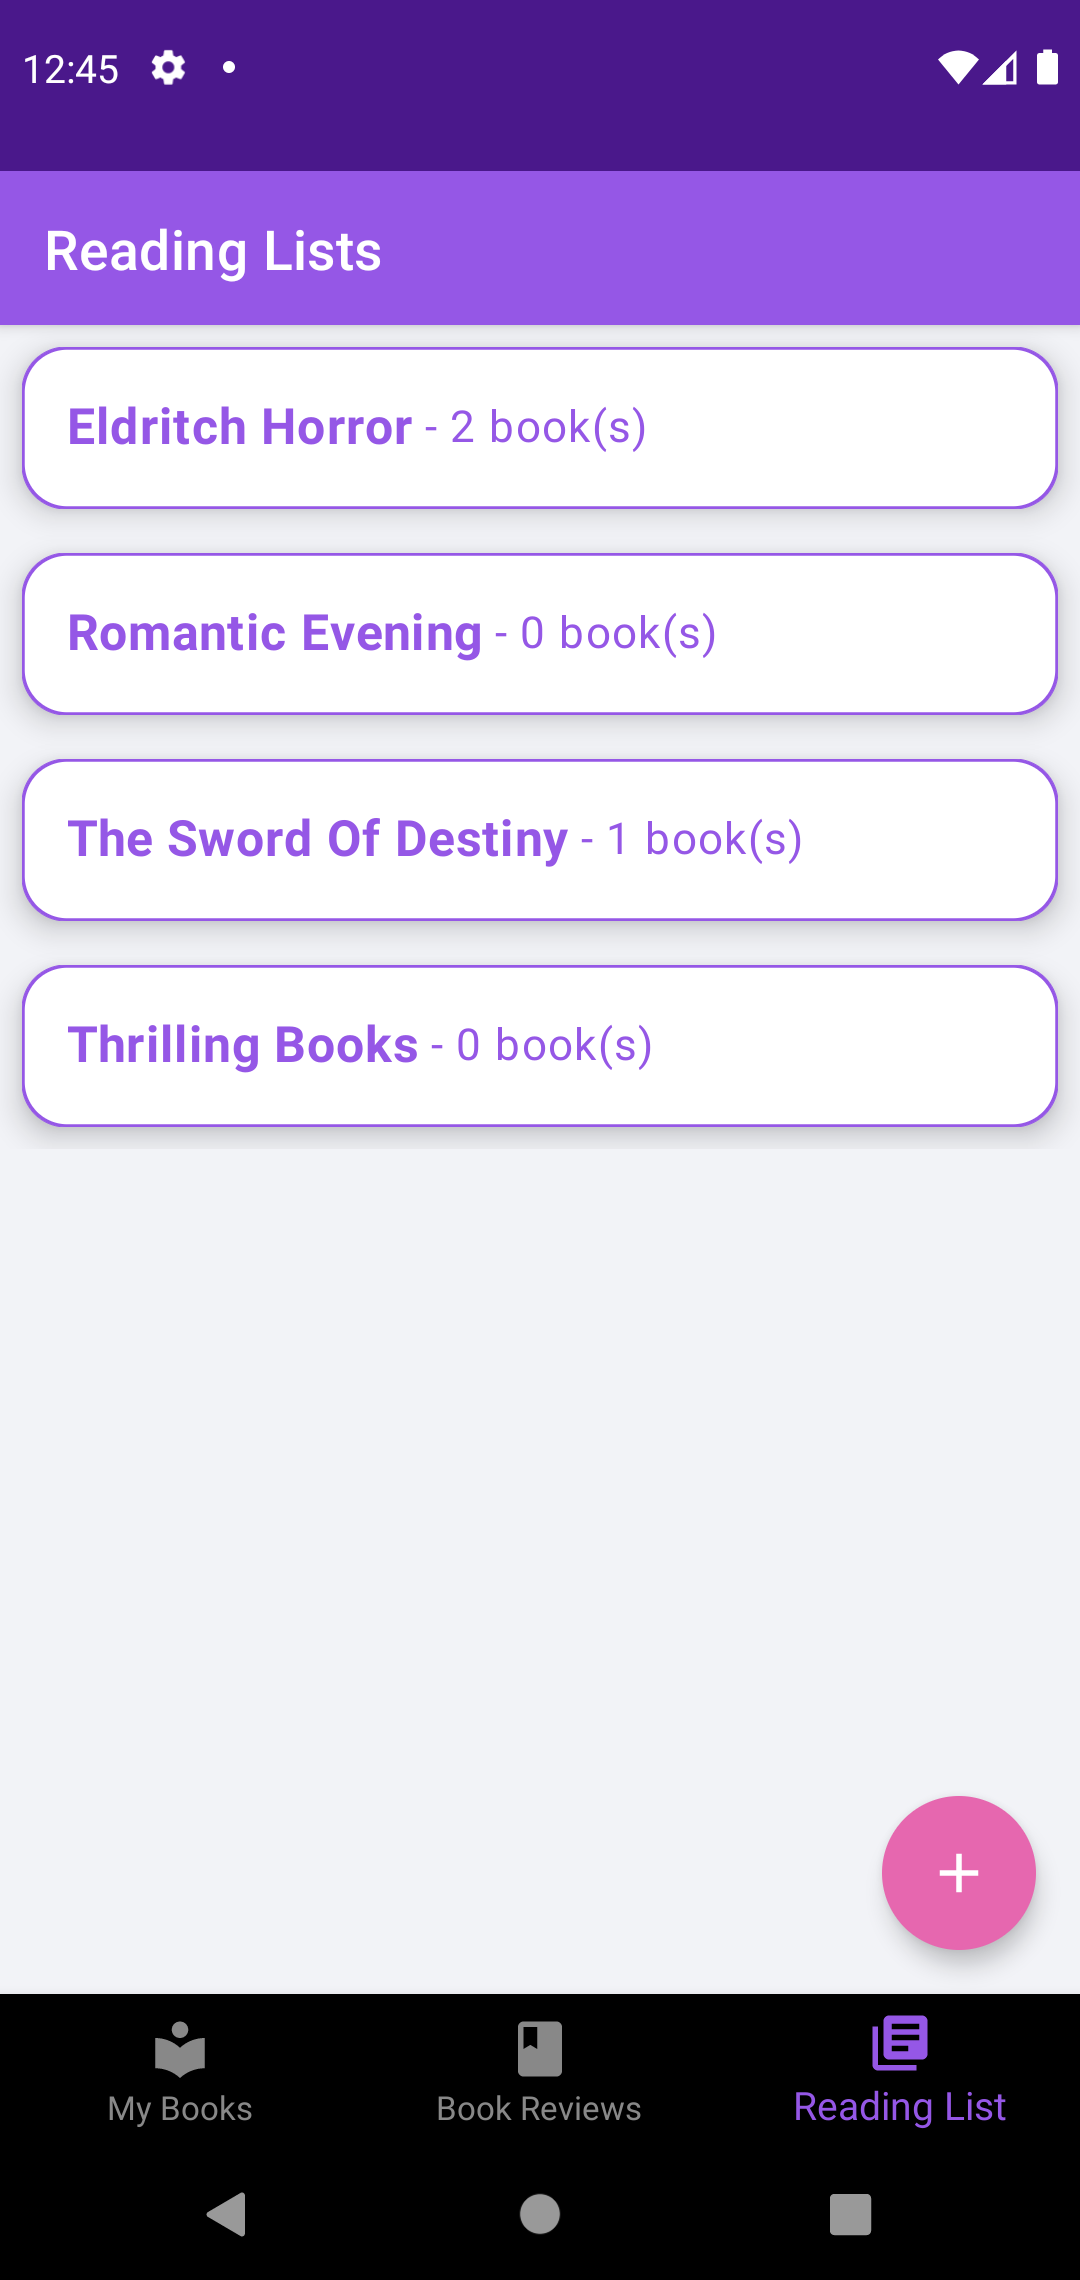 12:45
Reading Lists
Eldritch Horror - 2 book(s)
Romantic Evening - 0 book(s)
The Sword Of Destiny - 1 book(s)
Thrilling Books - 0 book(s)
My Books
Book Reviews
Reading List